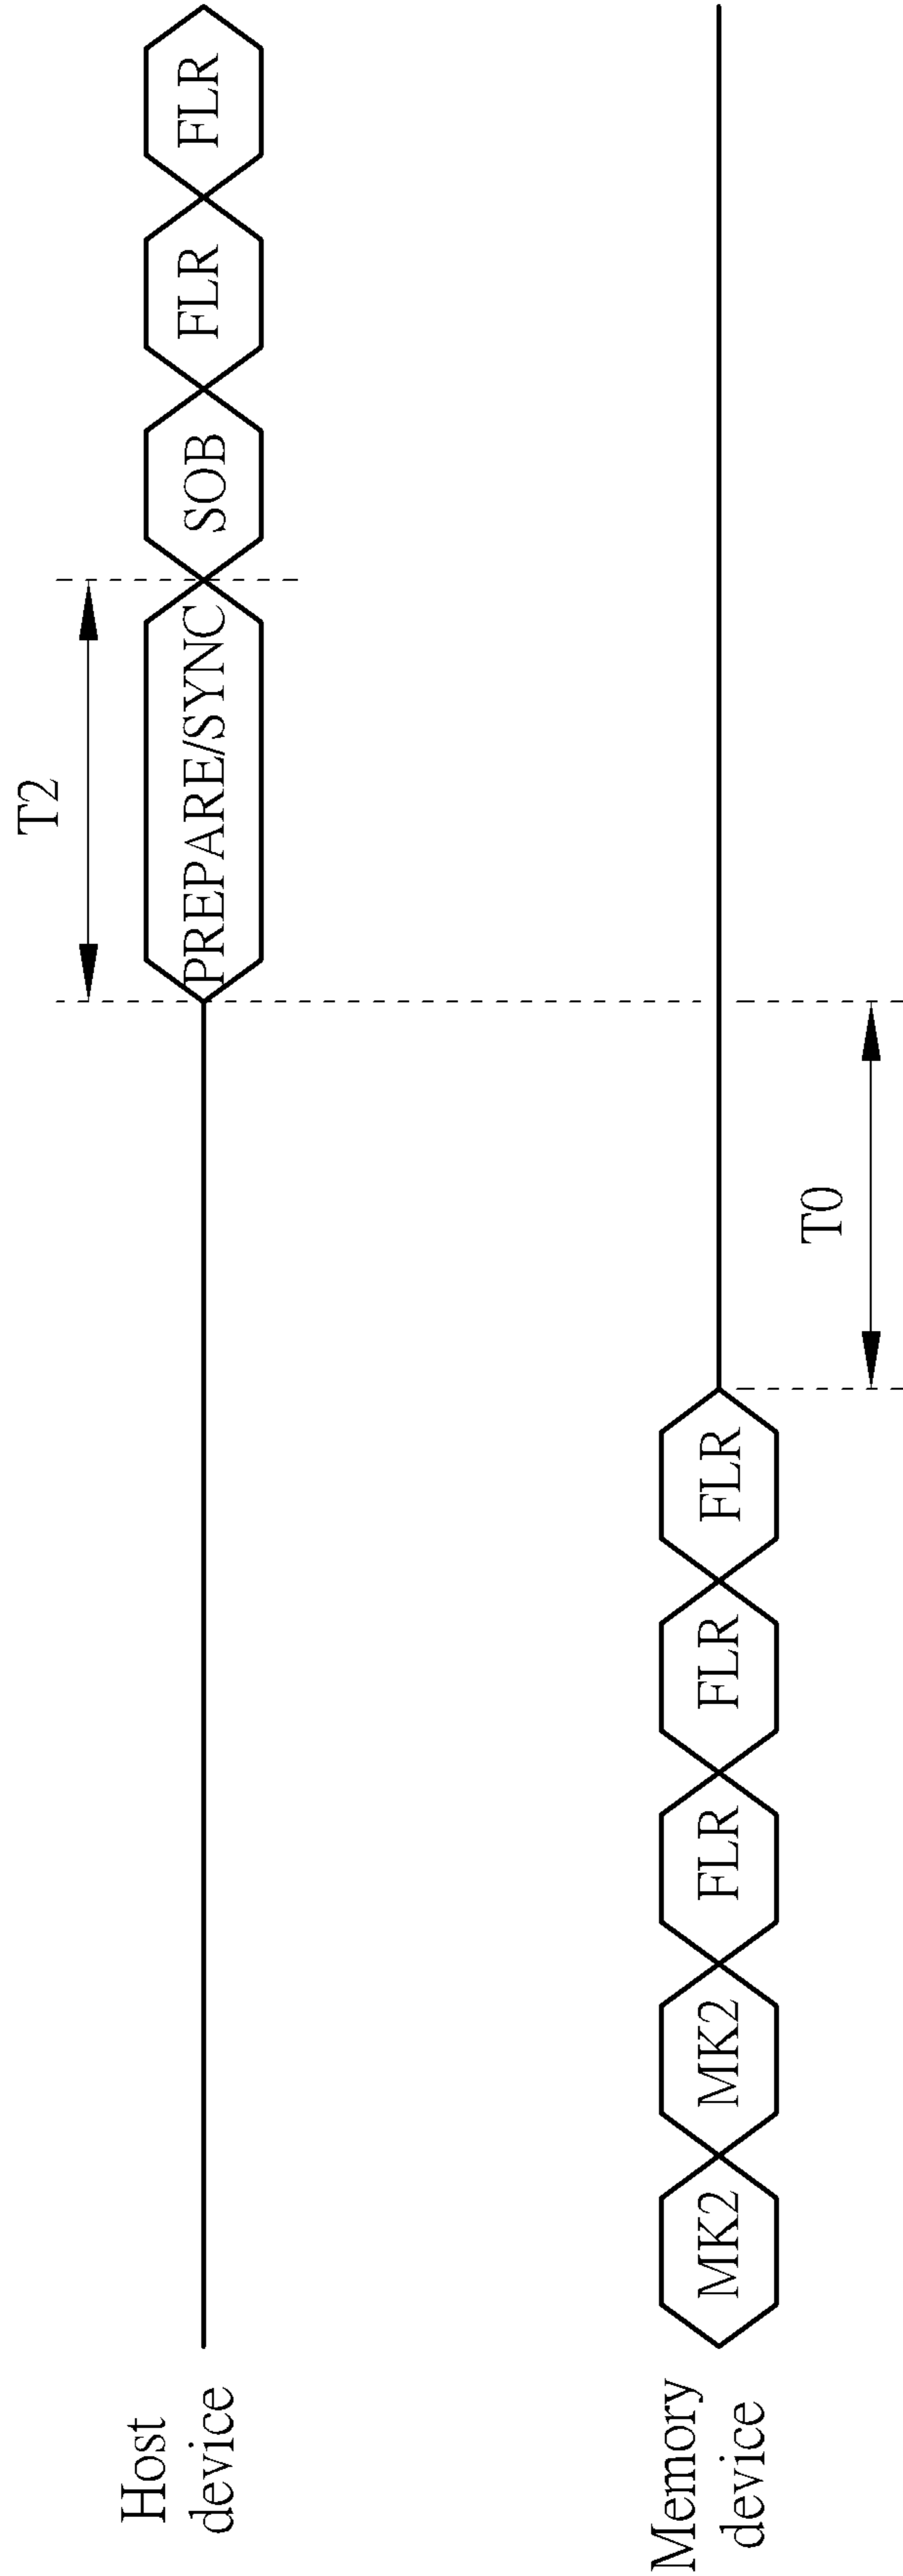 T2
Host
device
PREPARE/SYNC
SOB
FLR
FLR
Memory
device
MK2
MK2
FLR
FLR
FLR
T0